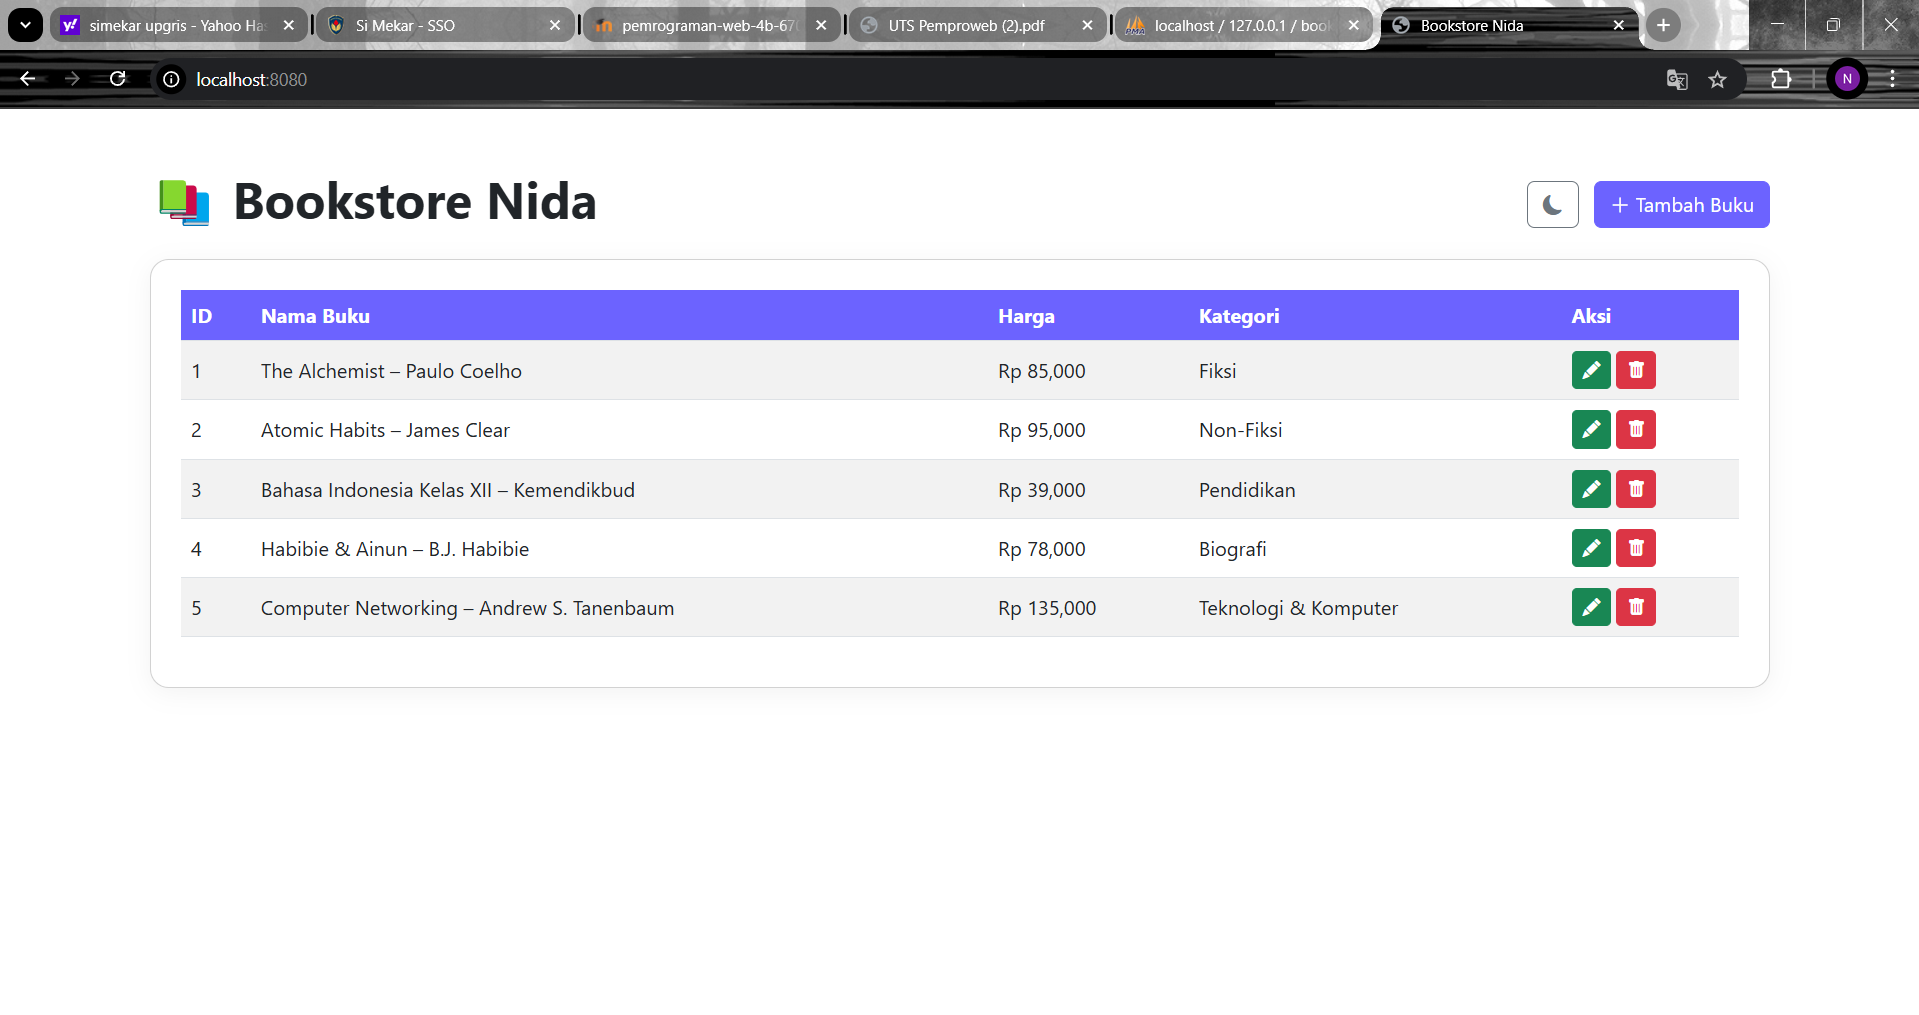 simekar upgris - Yahoo Has
Si Mekar - SSO
pemrograman-web-4b-670
UTS Pemproweb (2).pdf
localhost / 127.0.0.1 / book
Bookstore Nida
localhost:8080
N
Bookstore Nida
+ Tambah Buku
ID Nama Buku Harga Kategori Aksi
1 The Alchemist – Paulo Coelho Rp 85,000 Fiksi
2 Atomic Habits – James Clear Rp 95,000 Non-Fiksi
3 Bahasa Indonesia Kelas XII – Kemendikbud Rp 39,000 Pendidikan
4 Habibie & Ainun – B.J. Habibie Rp 78,000 Biografi
5 Computer Networking – Andrew S. Tanenbaum Rp 135,000 Teknologi & Komputer